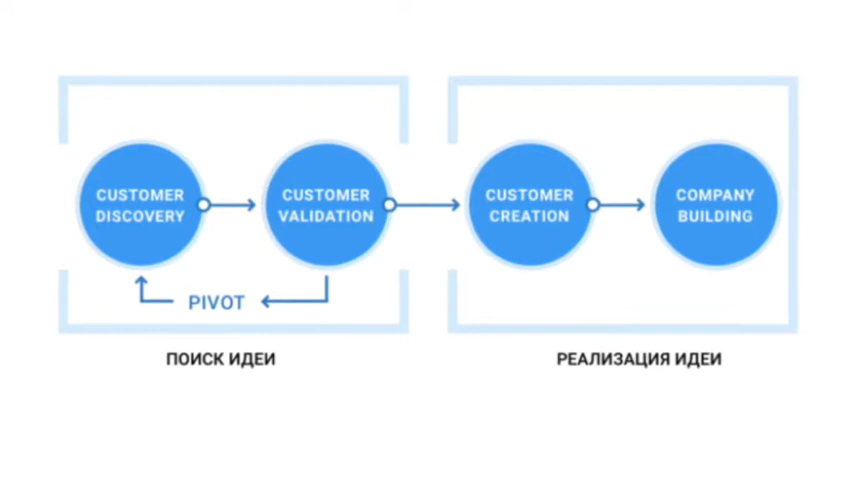 CUSTOMER
DISCOVERY
CUSTOMER
VALIDATION
CUSTOMER
CREATION
COMPANY
BUILDING
PIVOT
ПОИСК ИДЕИ
РЕАЛИЗАЦИЯ ИДЕИ